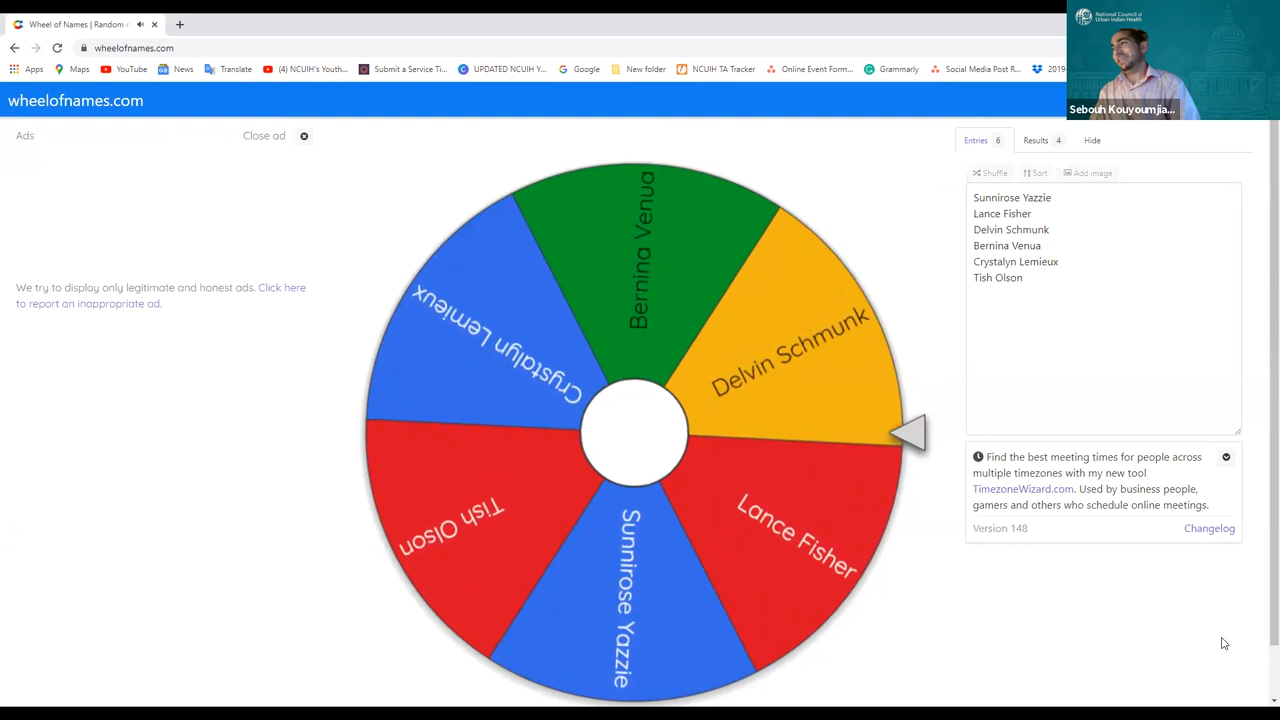 Wheel of Names | Random n
wheelofnames.com
Apps
Maps
YouTube
News
Translate
(4) NCUIH's Youth...
Submit a Service Ti...
UPDATED NCUIH Y...
Google
New folder
NCUIH TA Tracker
Online Event Form...
Grammarly
Social Media Post R...
2019
National Council of
Urban Indian Health
Sebouh Kouyoumjia...
wheelofnames.com
Ads
Close ad
We try to display only legitimate and honest ads. Click here
to report an inappropriate ad.
Bernina Venua
Delvin Schmunk
Lance Fisher
Sunnirose Yazzie
Tish Olson
Crystalyn Lemieux
Entries 6
Results 4
Hide
Shuffle
Sort
Add image
Sunnirose Yazzie
Lance Fisher
Delvin Schmunk
Bernina Venua
Crystalyn Lemieux
Tish Olson
Find the best meeting times for people across
multiple timezones with my new tool
TimezoneWizard.com. Used by business people,
gamers and others who schedule online meetings.
Version 148
Changelog